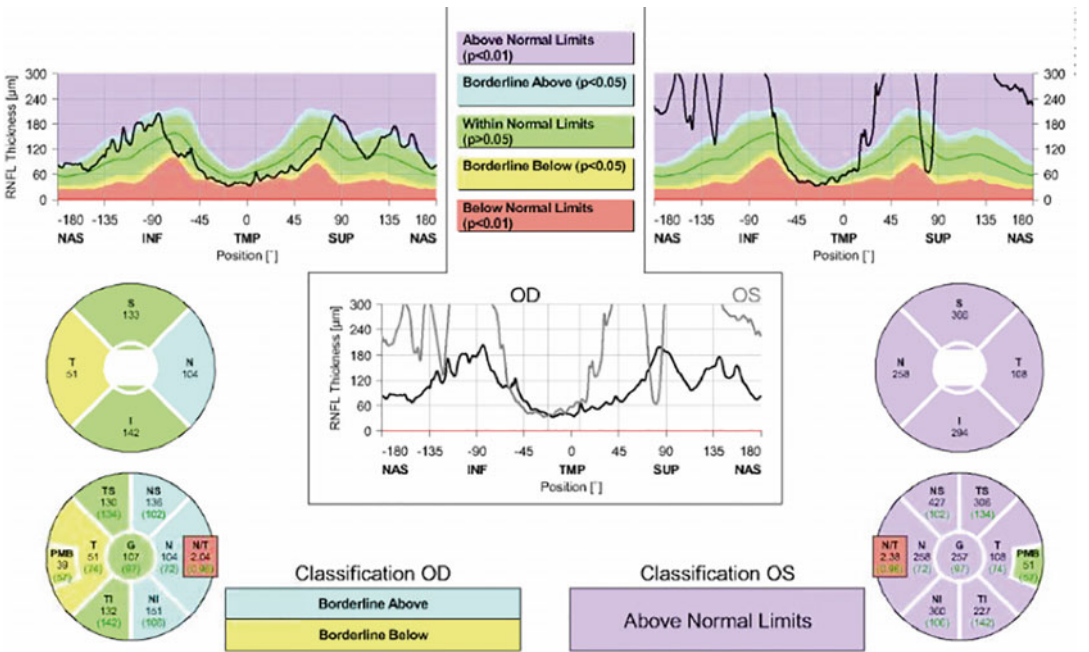 Above Normal Limits
(p<0.01)
Borderline Above (p<0.05)
Within Normal Limits
(p>0.05)
Borderline Below (p<0.05)
Below Normal Limits
(p<0.01)
RNFL Thickness [µm]
300
240
180
120
60
0
-180 -135 -90 -45 0 45 90 135 180
NAS INF TMP SUP NAS
Position [°]
300
240
180
120
60
0
-180 -135 -90 -45 0 45 90 135 180
NAS INF TMP SUP NAS
Position [°]
S
133
T
51
N
104
I
142
OD OS
RNFL Thickness [µm]
300
240
180
120
60
0
-180 -135 -90 -45 0 45 90 135 180
NAS INF TMP SUP NAS
Position [°]
S
366
N
258
T
108
I
294
TS
130
(134)
NS
136
(102)
PMB
39
(57)
T
51
(74)
G
107
(97)
N
104
(72)
N/T
2.04
(0.96)
TI
132
(142)
NI
151
(106)
Classification OD
Borderline Above
Borderline Below
Classification OS
Above Normal Limits
NS
427
(102)
TS
306
(134)
N/T
2.38
(0.96)
N
258
(72)
G
257
(97)
T
108
(74)
PMB
51
(57)
NI
360
(106)
TI
227
(142)